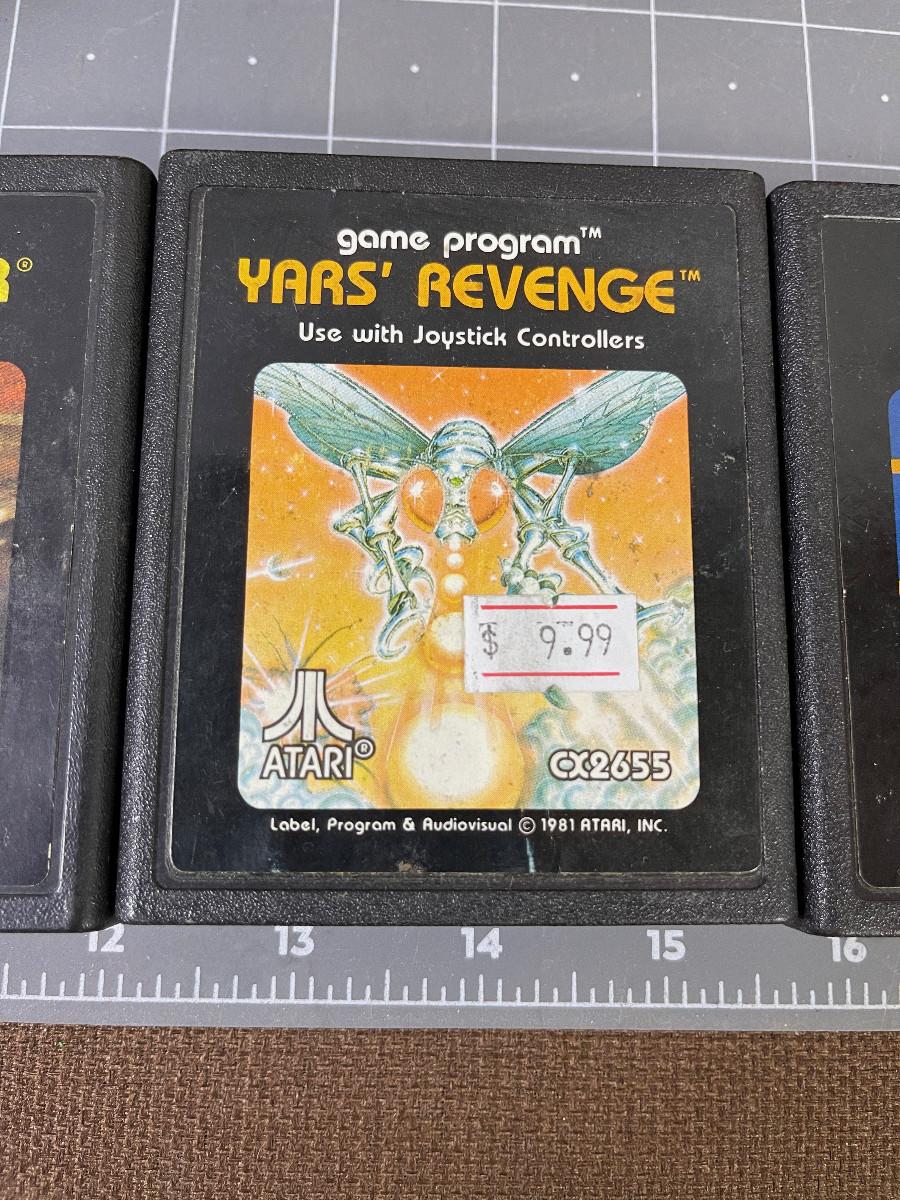 game program™
YARS' REVENGE™
Use with Joystick Controllers
$ 9.99
ATARI®
CX2655
Label, Program & Audiovisual © 1981 ATARI, INC.
R®
12 13 14 15 16